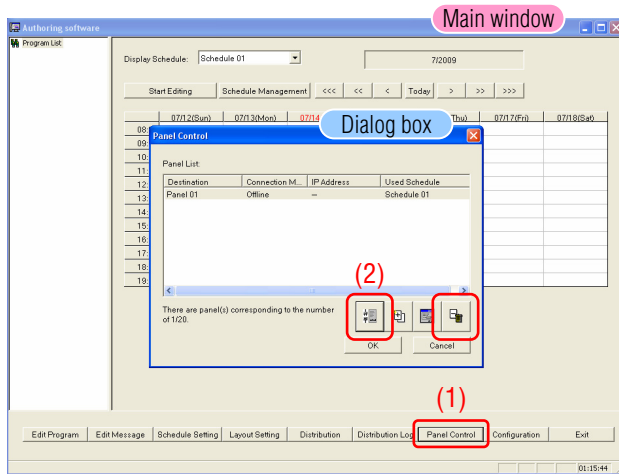 Main window
Authoring software
Program List
Display Schedule: Schedule 01 7/2009
Start Editing Schedule Management <<< << < Today > >> >>>
07/12(Sun) 07/13(Mon) 07/14 Thu) 07/17(Fri) 07/18(Sat)
Dialog box
08:
Panel Control
09:
10:
Panel List:
11:
Destination Connection M... IP Address Used Schedule
12:
Panel 01 Offline – Schedule 01
13:
14:
15:
16:
17:
18:
19:
(2)
There are panel(s) corresponding to the number
of 1/20.
OK Cancel
(1)
Edit Program Edit Message Schedule Setting Layout Setting Distribution Distribution Log Panel Control Configuration Exit
01:15:44